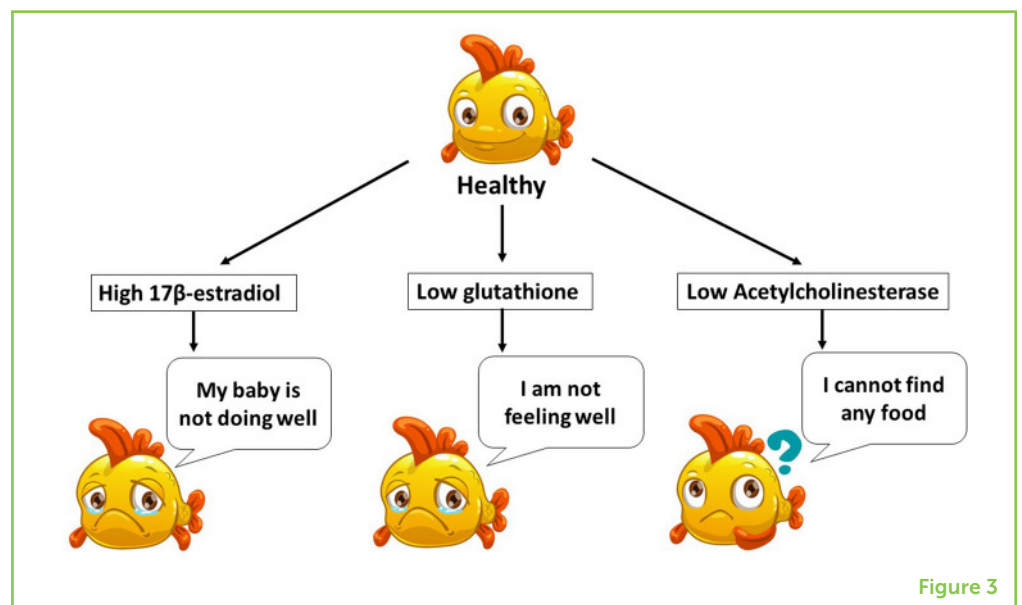 Healthy
High 17β-estradiol
Low glutathione
Low Acetylcholinesterase
My baby is
not doing well
I am not
feeling well
I cannot find
any food
?
Figure 3